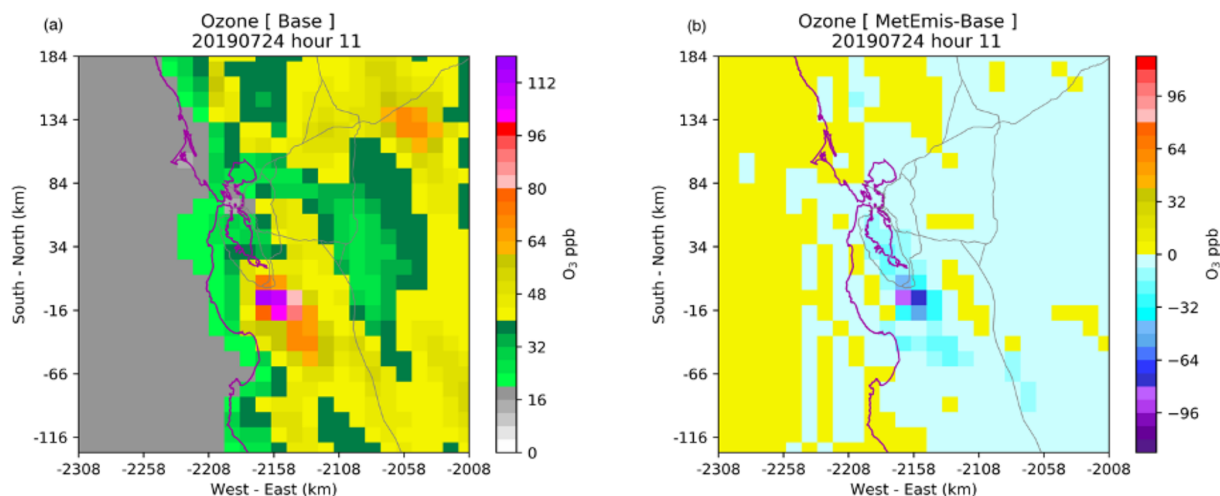 (a)
Ozone [ Base ]
20190724 hour 11
184
134
84
34
-16
-66
-116
South - North (km)
-2308 -2258 -2208 -2158 -2108 -2058 -2008
West - East (km)
112
96
80
64
48
32
16
0
O₃ ppb
(b)
Ozone [ MetEmis-Base ]
20190724 hour 11
184
134
84
34
-16
-66
-116
South - North (km)
-2308 -2258 -2208 -2158 -2108 -2058 -2008
West - East (km)
96
64
32
0
−32
−64
−96
O₃ ppb